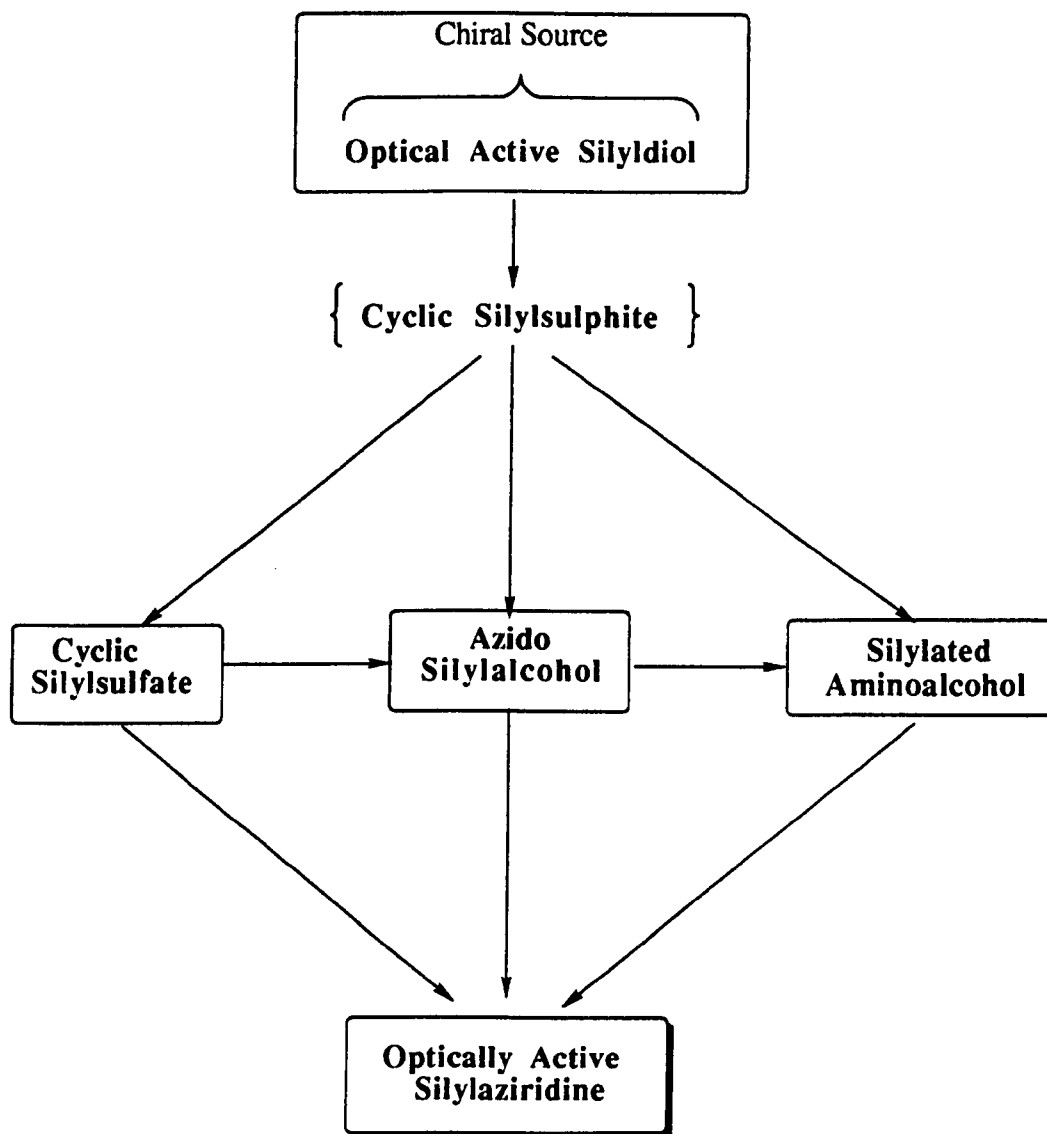 Chiral Source
Optical Active Silyldiol
{ Cyclic Silylsulphite }
Cyclic
Silylsulfate
Azido
Silylalcohol
Silylated
Aminoalcohol
Optically Active
Silylaziridine